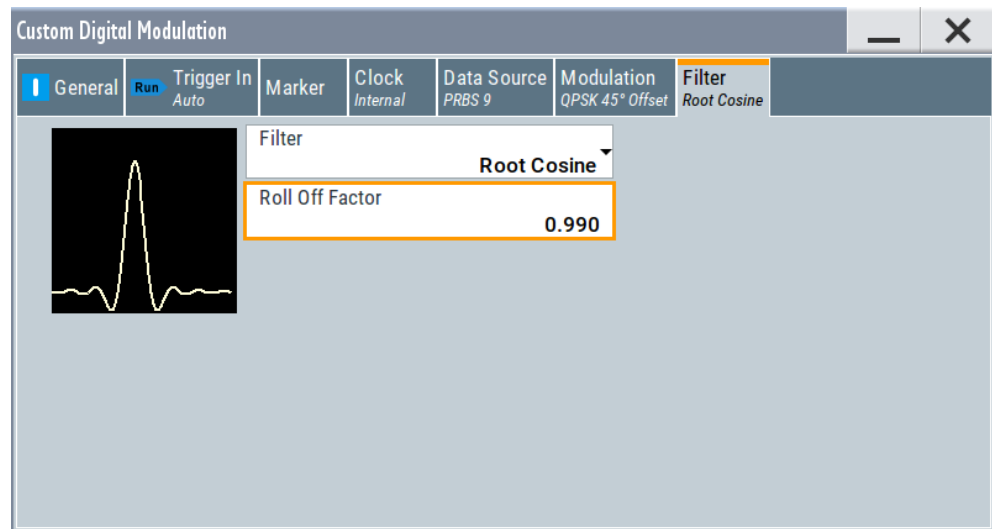 Custom Digital Modulation
General
Run
Trigger In
Auto
Marker
Clock
Internal
Data Source
PRBS 9
Modulation
QPSK 45° Offset
Filter
Root Cosine
Filter
Root Cosine
Roll Off Factor
0.990